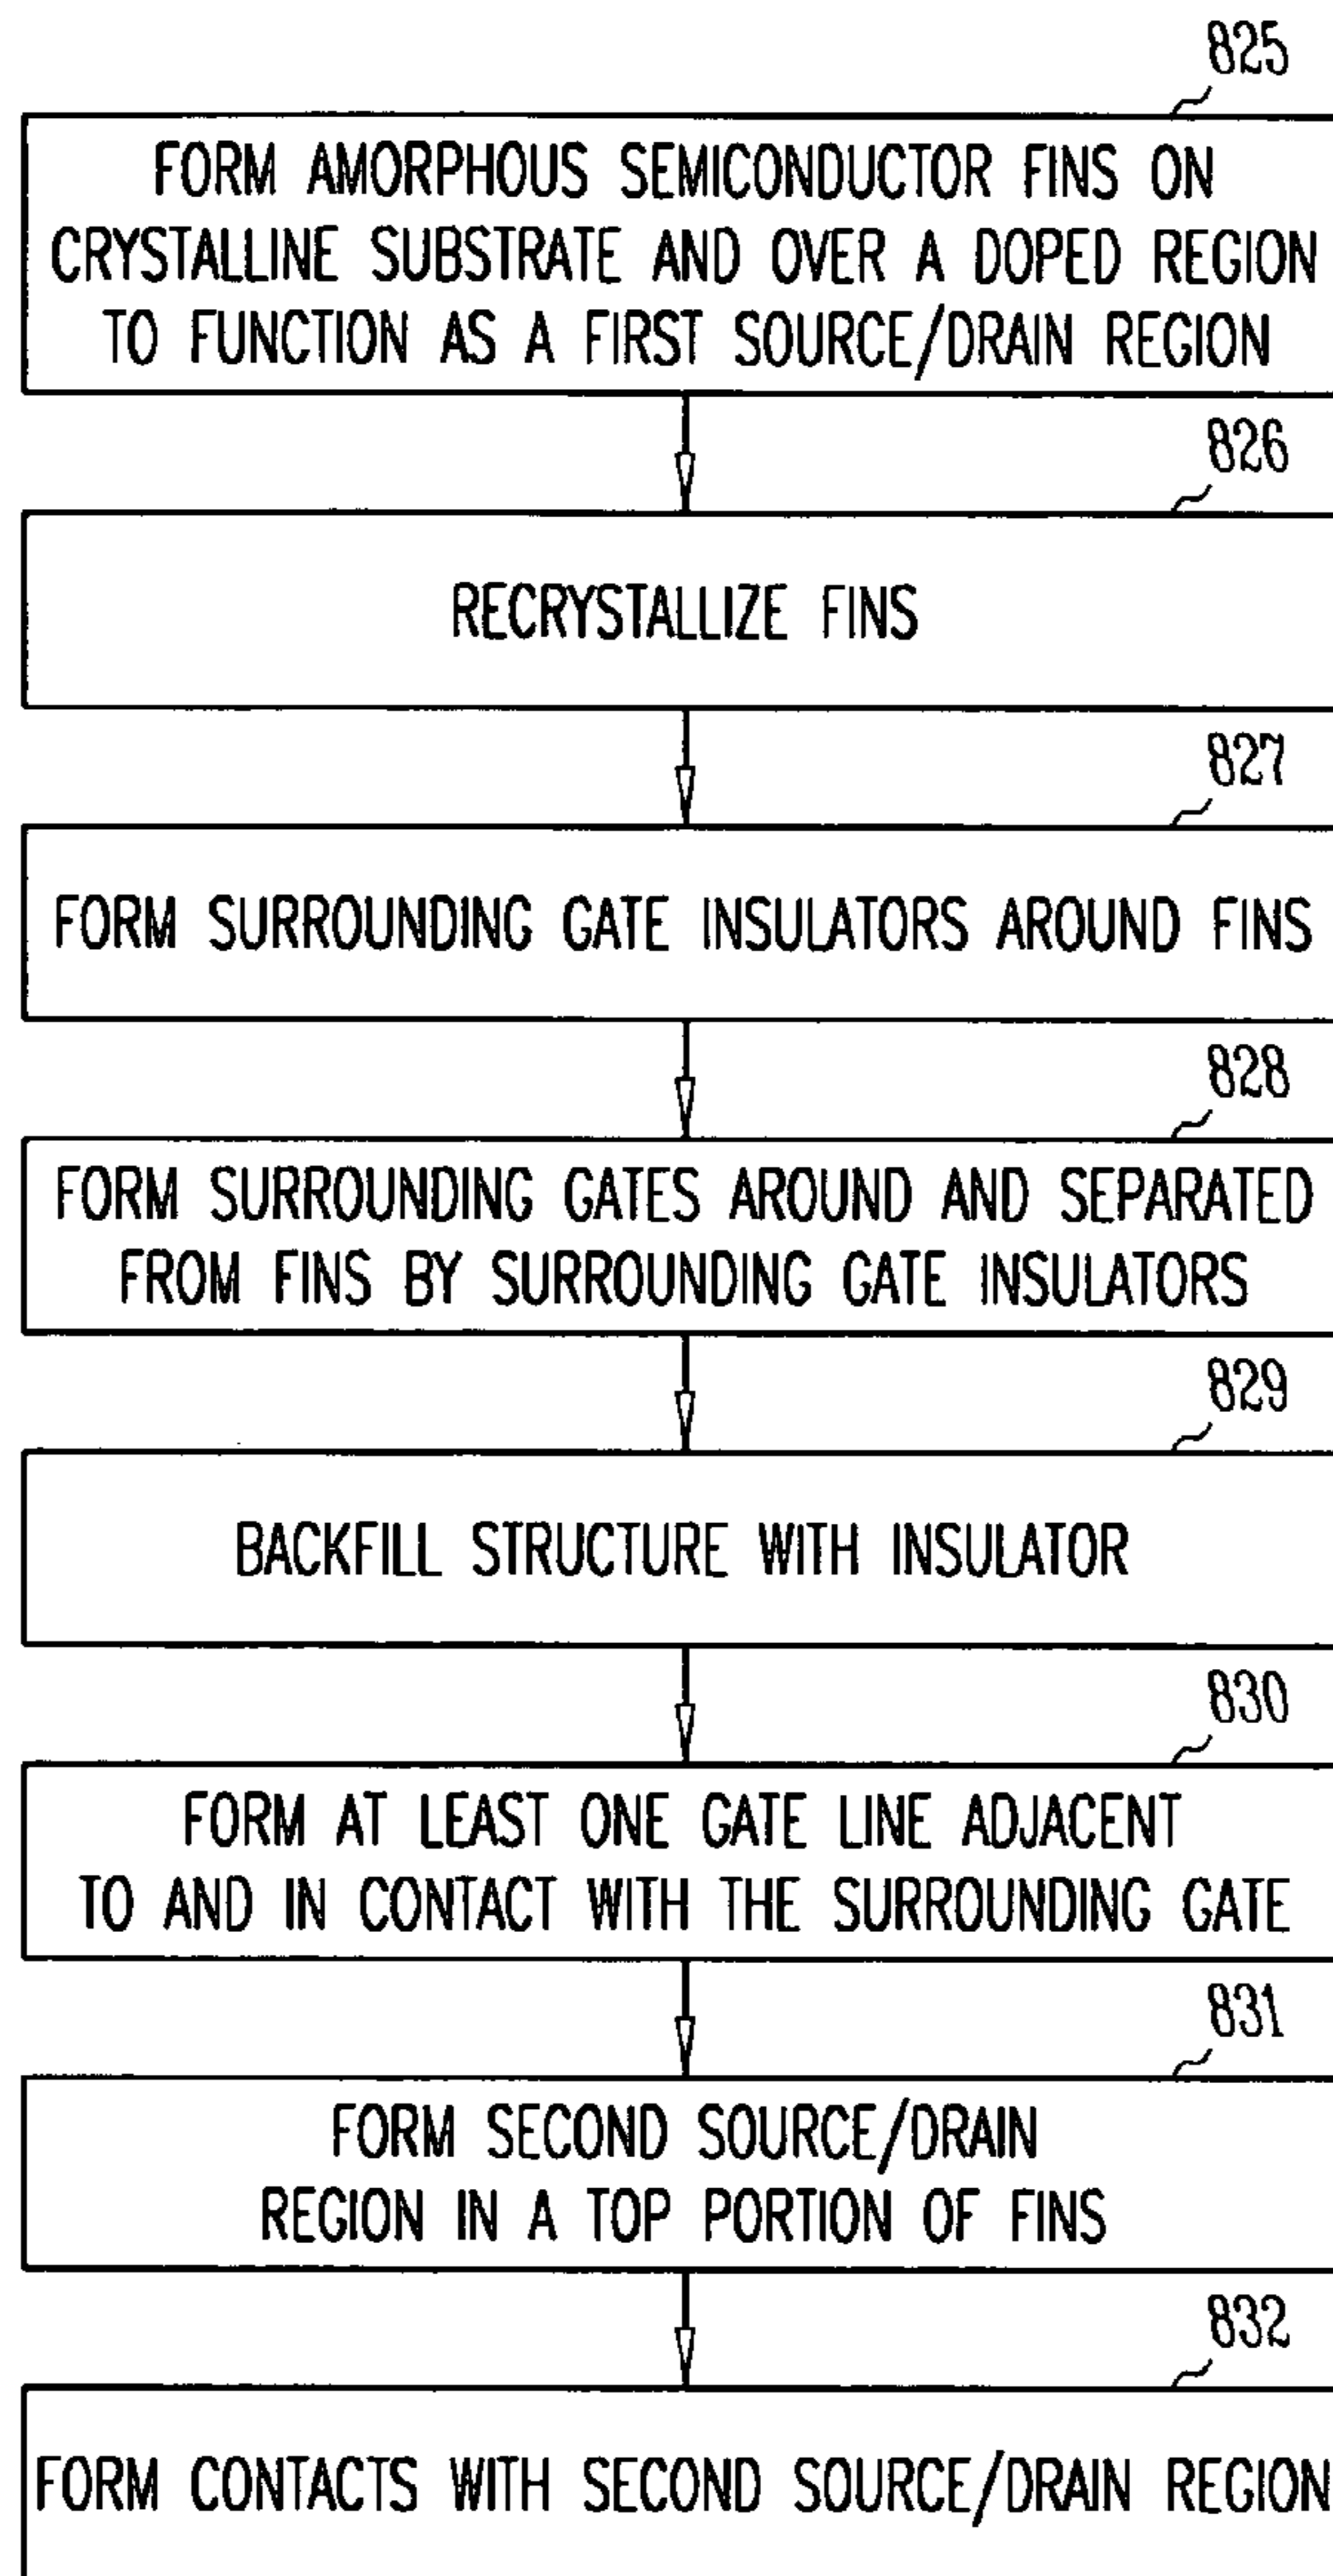 825
FORM AMORPHOUS SEMICONDUCTOR FINS ON
CRYSTALLINE SUBSTRATE AND OVER A DOPED REGION
TO FUNCTION AS A FIRST SOURCE/DRAIN REGION
826
RECRYSTALLIZE FINS
827
FORM SURROUNDING GATE INSULATORS AROUND FINS
828
FORM SURROUNDING GATES AROUND AND SEPARATED
FROM FINS BY SURROUNDING GATE INSULATORS
829
BACKFILL STRUCTURE WITH INSULATOR
830
FORM AT LEAST ONE GATE LINE ADJACENT
TO AND IN CONTACT WITH THE SURROUNDING GATE
831
FORM SECOND SOURCE/DRAIN
REGION IN A TOP PORTION OF FINS
832
FORM CONTACTS WITH SECOND SOURCE/DRAIN REGION